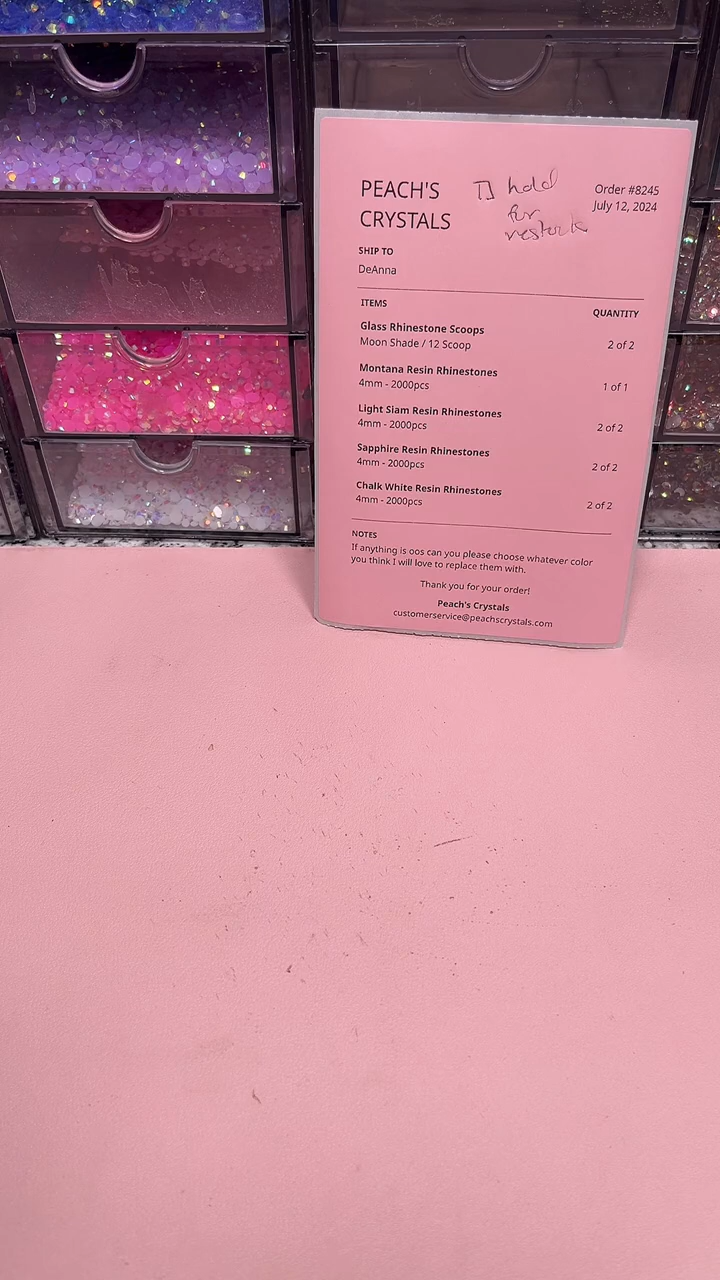 PEACH'S
CRYSTALS
hold
for
restock
Order #8245
July 12, 2024
SHIP TO
DeAnna
ITEMS QUANTITY
Glass Rhinestone Scoops
Moon Shade / 12 Scoop 2 of 2
Montana Resin Rhinestones
4mm - 2000pcs 1 of 1
Light Siam Resin Rhinestones
4mm - 2000pcs 2 of 2
Sapphire Resin Rhinestones
4mm - 2000pcs 2 of 2
Chalk White Resin Rhinestones
4mm - 2000pcs 2 of 2
NOTES
If anything is oos can you please choose whatever color
you think I will love to replace them with.
Thank you for your order!
Peach's Crystals
customerservice@peachscrystals.com